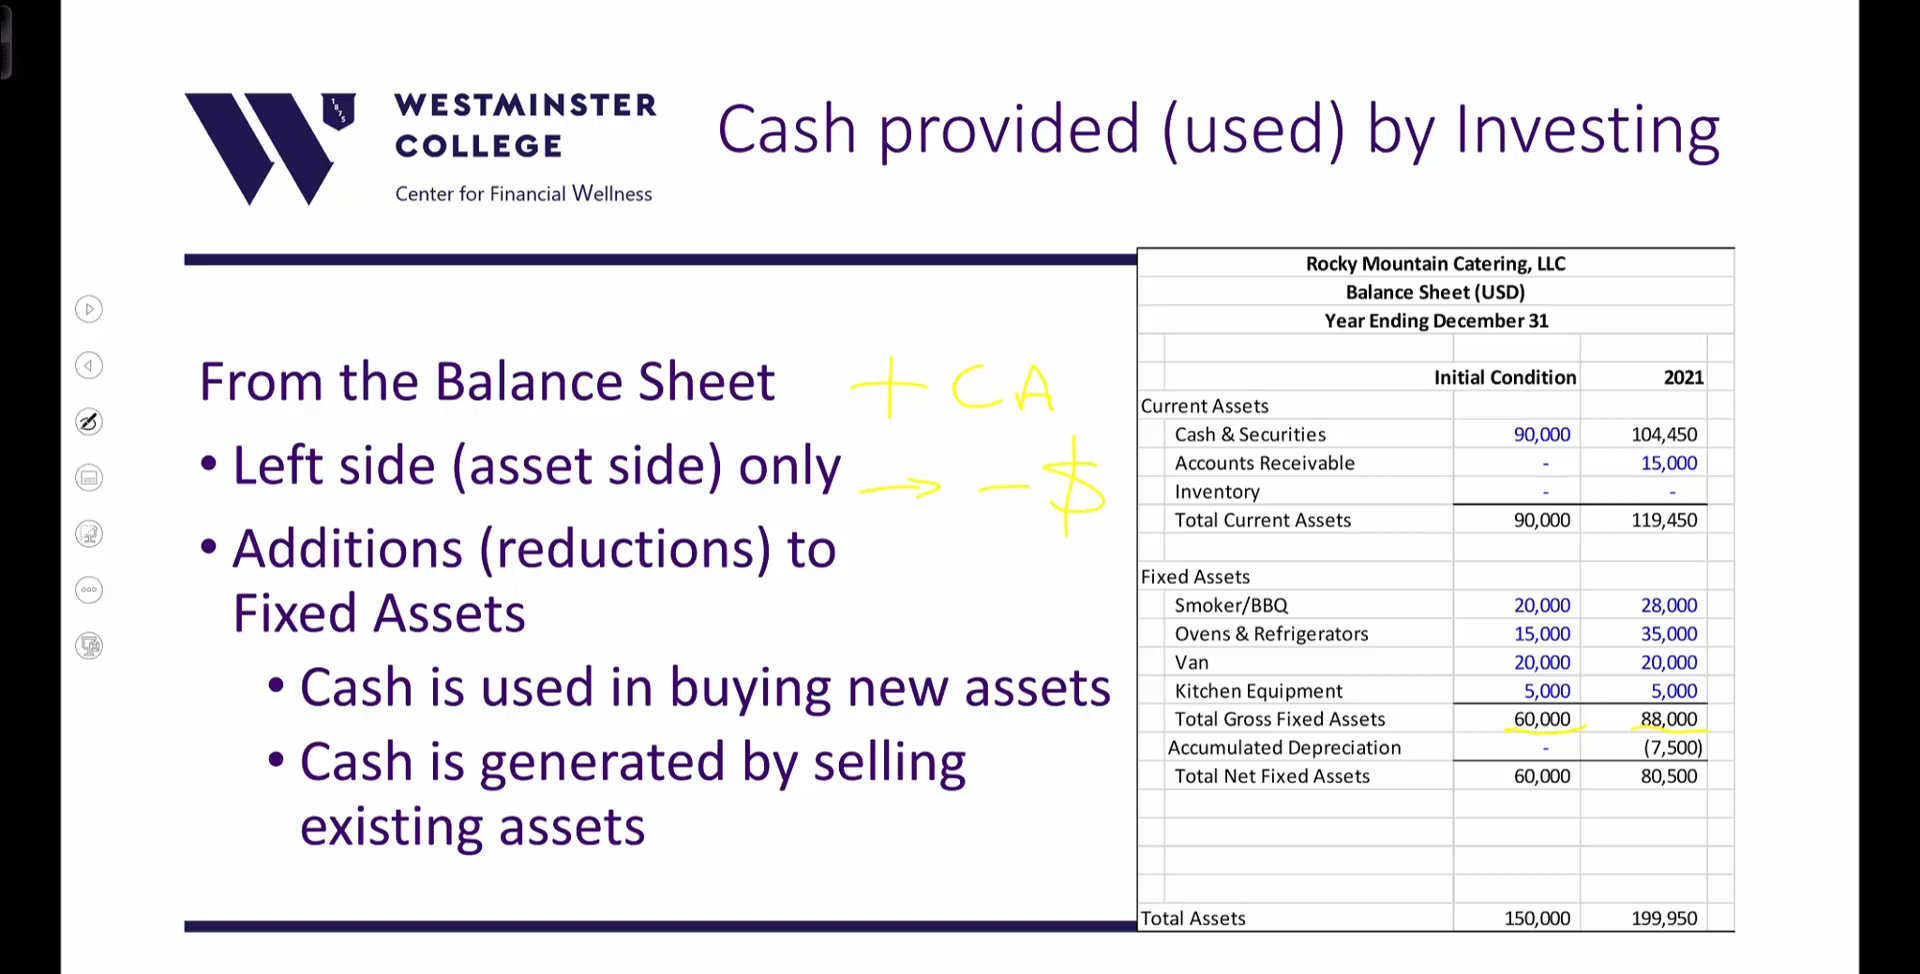 1875
WESTMINSTER
COLLEGE
Center for Financial Wellness
Cash provided (used) by Investing
From the Balance Sheet
+ CA
• Left side (asset side) only
→ - $
• Additions (reductions) to
Fixed Assets
• Cash is used in buying new assets
• Cash is generated by selling
existing assets
Rocky Mountain Catering, LLC
Balance Sheet (USD)
Year Ending December 31
Initial Condition 2021
Current Assets
Cash & Securities 90,000 104,450
Accounts Receivable - 15,000
Inventory - -
Total Current Assets 90,000 119,450
Fixed Assets
Smoker/BBQ 20,000 28,000
Ovens & Refrigerators 15,000 35,000
Van 20,000 20,000
Kitchen Equipment 5,000 5,000
Total Gross Fixed Assets 60,000 88,000
Accumulated Depreciation - (7,500)
Total Net Fixed Assets 60,000 80,500
Total Assets 150,000 199,950